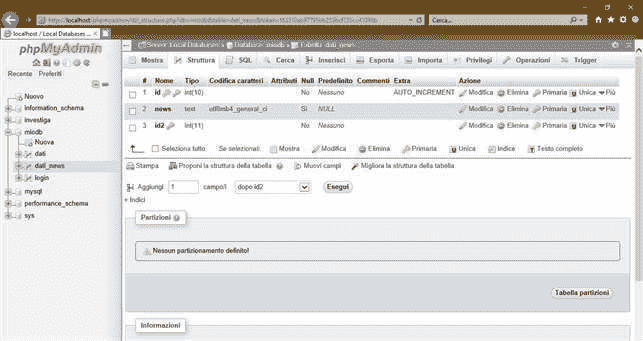 localhost / Local Databases ...
Cerca...
phpMyAdmin
Recente Preferiti
Nuovo
information_schema
investiga
miodb
Nuova
dati
dati_news
login
mysql
performance_schema
sys
Server: Local Databases » Database: miodb » Tabella: dati_news
Mostra Struttura SQL Cerca Inserisci Esporta Importa Privilegi Operazioni Trigger
# Nome Tipo Codifica caratteri Attributi Null Predefinito Commenti Extra Azione
1 id int(10) No Nessuno AUTO_INCREMENT Modifica Elimina Primaria Unica Più
2 news text utf8mb4_general_ci Sì NULL Modifica Elimina Primaria Unica Più
3 id2 int(11) No Nessuno Modifica Elimina Primaria Unica Più
Seleziona tutto Se selezionati: Mostra Modifica Elimina Primaria Unica Indice Testo completo
Stampa Proponi la struttura della tabella Muovi campi Migliora la struttura della tabella
Aggiungi 1 campo/i dopo id2 Esegui
+ Indici
Partizioni
Nessun partizionamento definito!
Tabella partizioni
Informazioni